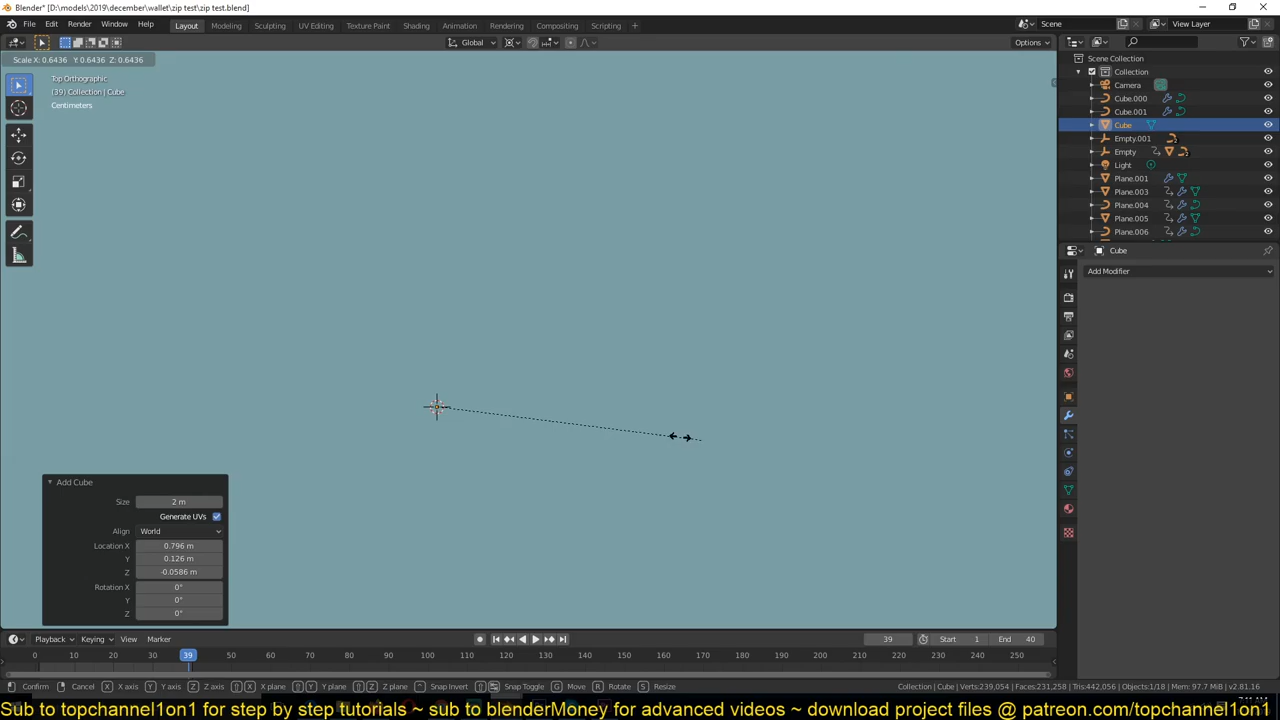 Blender* [D:\models\2019\december\wallet\zip test\zip test.blend]
File Edit Render Window Help Layout Modeling Sculpting UV Editing Texture Paint Shading Animation Rendering Compositing Scripting + Scene View Layer
Global Options
Scale X: 0.6436 Y: 0.6436 Z: 0.6436
Top Orthographic
(39) Collection | Cube
Centimeters
Scene Collection
Collection
Camera
Cube.000
Cube.001
Cube
Empty.001
Empty
Light
Plane.001
Plane.003
Plane.004
Plane.005
Plane.006
Cube
Add Modifier
Add Cube
Size 2 m
Generate UVs
Align World
Location X 0.796 m
Y 0.126 m
Z -0.0586 m
Rotation X 0°
Y 0°
Z 0°
Playback Keying View Marker 39 Start 1 End 40
0 10 20 30 39 50 60 70 80 90 100 110 120 130 140 150 160 170 180 190 200 210 220 230 240 250
Confirm Cancel X X axis Y Y axis Z Z axis X X plane Y Y plane Z Z plane Snap Invert Snap Toggle G Move R Rotate S Resize Collection | Cube | Verts:239,054 | Faces:231,258 | Tris:442,056 | Objects:1/18 | Mem: 97.7 MiB | v2.81.16
Sub to topchannel1on1 for step by step tutorials ~ sub to blenderMoney for advanced videos ~ download project files @ patreon.com/topchannel1on1